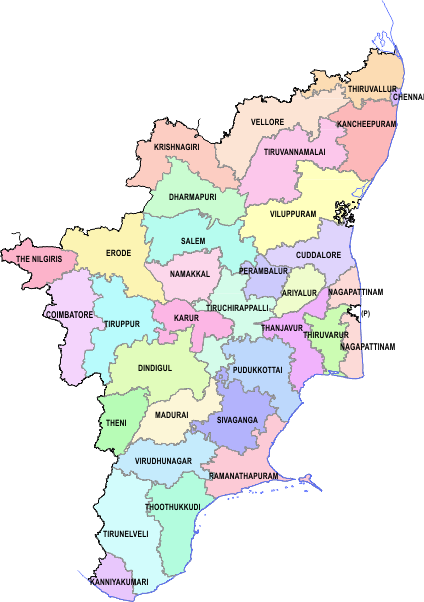 THIRUVALLUR
CHENNAI
VELLORE
KANCHEEPURAM
KRISHNAGIRI
TIRUVANNAMALAI
DHARMAPURI
VILUPPURAM
SALEM
ERODE
CUDDALORE
THE NILGIRIS
NAMAKKAL
PERAMBALUR
ARIYALUR
NAGAPATTINAM
TIRUCHIRAPPALLI
COIMBATORE
KARUR
(P)
TIRUPPUR
THANJAVUR
THIRUVARUR
NAGAPATTINAM
DINDIGUL
PUDUKKOTTAI
MADURAI
SIVAGANGA
THENI
VIRUDHUNAGAR
RAMANATHAPURAM
THOOTHUKKUDI
TIRUNELVELI
KANNIYAKUMARI